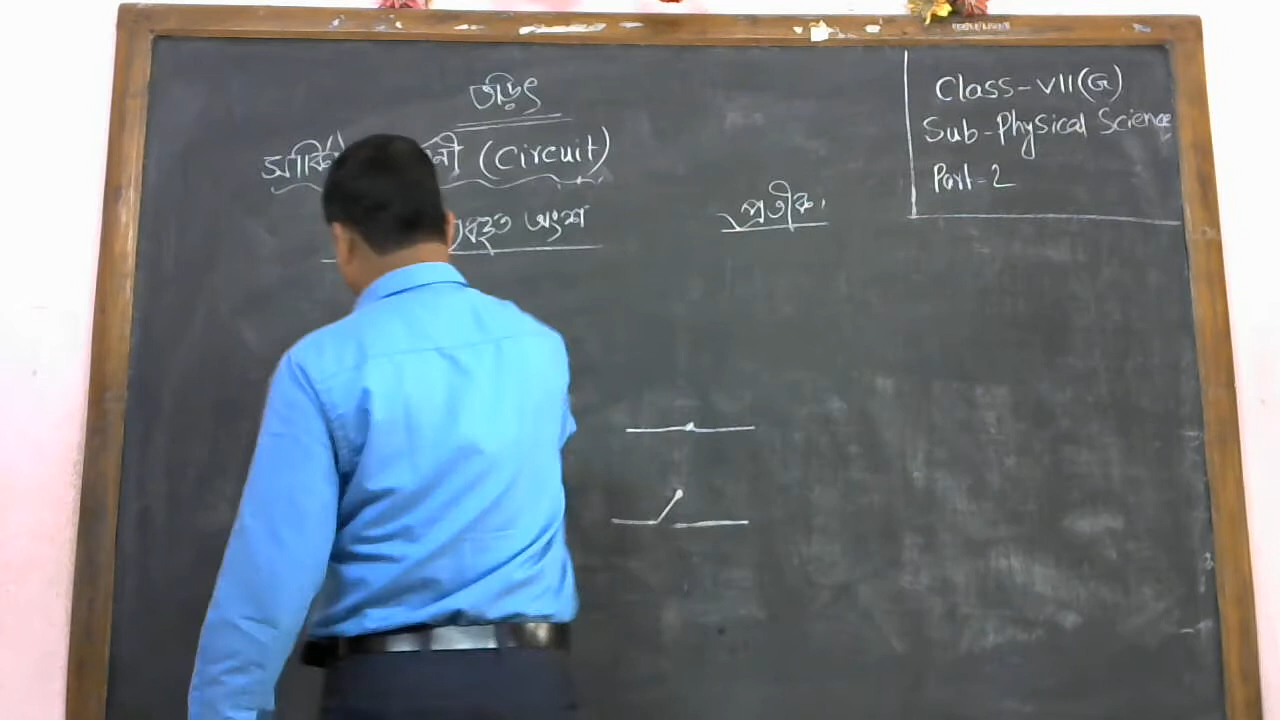 তড়িৎ
(Circuit)
অংশ
প্রতীক
Class-VII(G)
Sub-Physical Science
Part-2